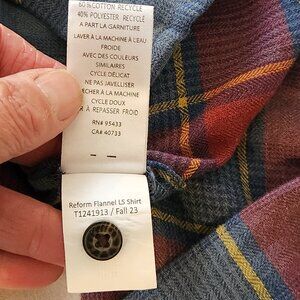 60%COTTON RECYCLE
40% POLYESTER RECYCLE
A PART LA GARNITURE
LAVER À LA MACHINE À L'EAU
FROIDE
AVEC DES COULEURS
SIMILAIRES
CYCLE DÉLICAT
NE PAS JAVELLISER
SÉCHER À LA MACHINE
CYCLE DOUX
À REPASSER FROID
RN# 95433
CA# 40733
Reform Flannel LS Shirt
T1241913 / Fall 23